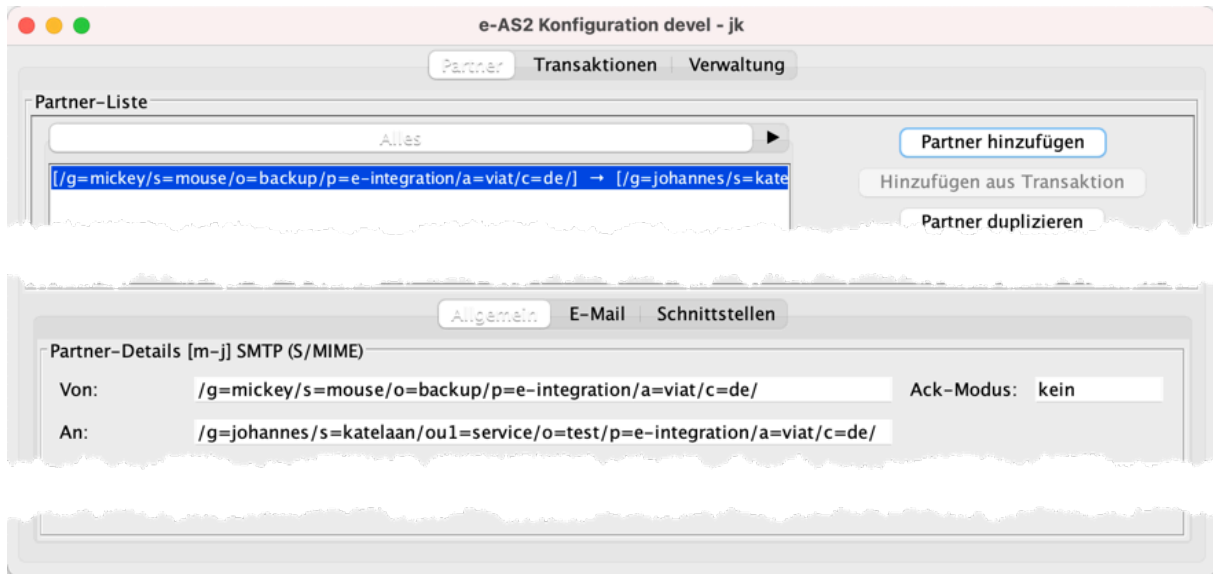 e-AS2 Konfiguration devel - jk
Partner Transaktionen Verwaltung
Partner-Liste
Alles
Partner hinzufügen
[/g=mickey/s=mouse/o=backup/p=e-integration/a=viat/c=de/] → [/g=johannes/s=kate
Hinzufügen aus Transaktion
Partner duplizieren
Allgemein E-Mail Schnittstellen
Partner-Details [m-j] SMTP (S/MIME)
Von: /g=mickey/s=mouse/o=backup/p=e-integration/a=viat/c=de/ Ack-Modus: kein
An: /g=johannes/s=katelaan/ou1=service/o=test/p=e-integration/a=viat/c=de/